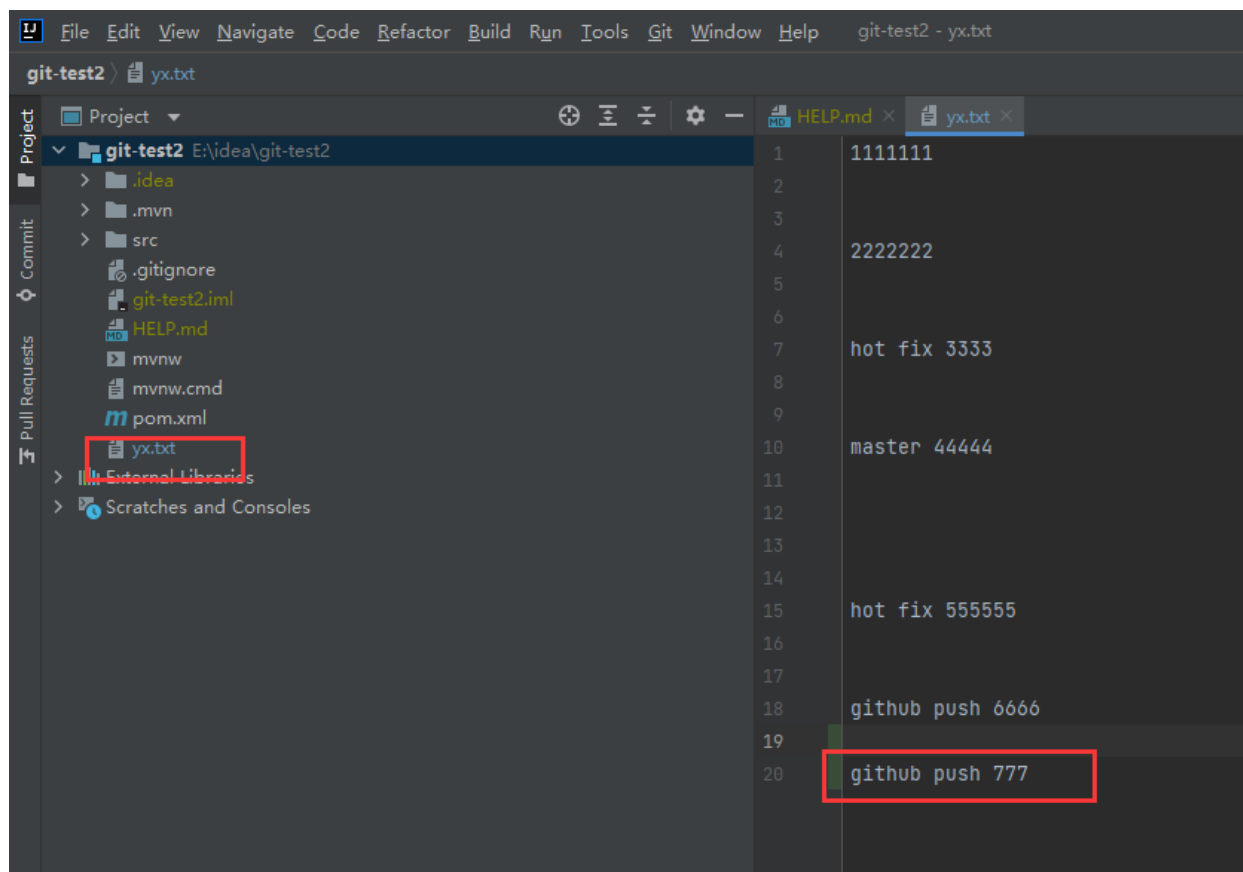 File Edit View Navigate Code Refactor Build Run Tools Git Window Help git-test2 - yx.txt
git-test2 yx.txt
Project
HELP.md yx.txt
Project
Commit
Pull Requests
git-test2 E:\idea\git-test2
.idea
.mvn
src
.gitignore
git-test2.iml
HELP.md
mvnw
mvnw.cmd
pom.xml
yx.txt
External Libraries
Scratches and Consoles
1 1111111
2
3
4 2222222
5
6
7 hot fix 3333
8
9
10 master 44444
11
12
13
14
15 hot fix 555555
16
17
18 github push 6666
19
20 github push 777